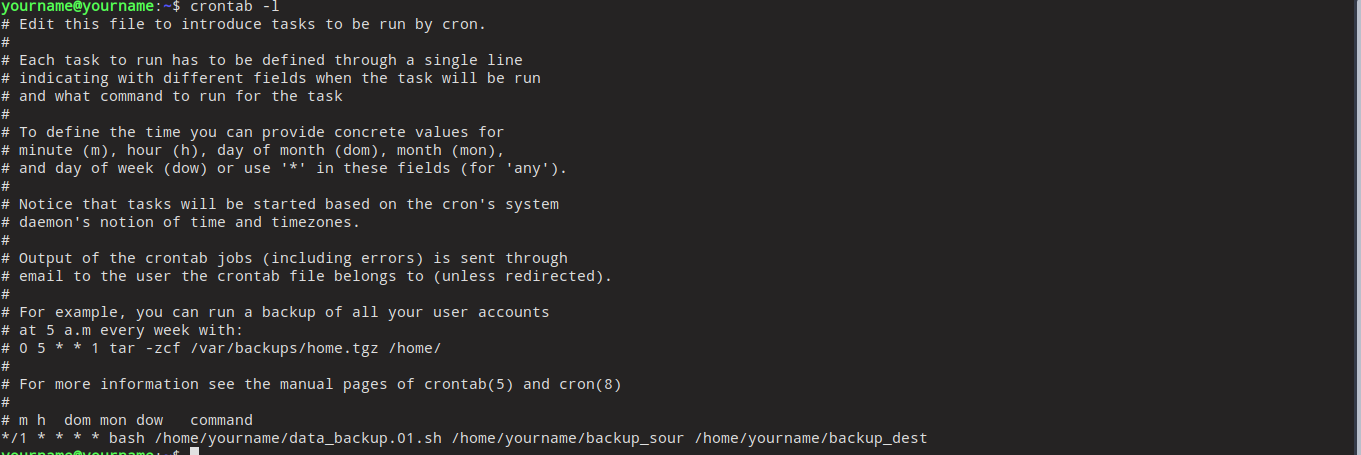 yourname@yourname:~$ crontab -l
# Edit this file to introduce tasks to be run by cron.
#
# Each task to run has to be defined through a single line
# indicating with different fields when the task will be run
# and what command to run for the task
#
# To define the time you can provide concrete values for
# minute (m), hour (h), day of month (dom), month (mon),
# and day of week (dow) or use '*' in these fields (for 'any').
#
# Notice that tasks will be started based on the cron's system
# daemon's notion of time and timezones.
#
# Output of the crontab jobs (including errors) is sent through
# email to the user the crontab file belongs to (unless redirected).
#
# For example, you can run a backup of all your user accounts
# at 5 a.m every week with:
# 0 5 * * 1 tar -zcf /var/backups/home.tgz /home/
#
# For more information see the manual pages of crontab(5) and cron(8)
#
# m h  dom mon dow   command
*/1 * * * * bash /home/yourname/data_backup.01.sh /home/yourname/backup_sour /home/yourname/backup_dest
yourname@yourname:~$